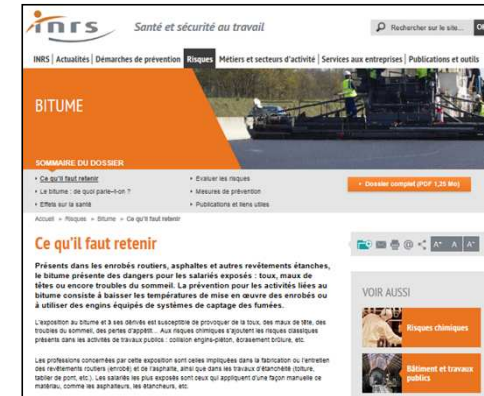 inrs
Santé et sécurité au travail
Rechercher sur le site...
INRS | Actualités | Démarches de prévention | Risques | Métiers et secteurs d'activité | Services aux entreprises | Publications et outils
BITUME
SOMMAIRE DU DOSSIER
Ce qu'il faut retenir
Le bitume : de quoi parle-t-on ?
Effets sur la santé
Evaluer les risques
Mesures de prévention
Publications et liens utiles
Dossier complet (PDF 1,25 Mo)
Accueil > Risques > Bitume > Ce qu'il faut retenir
Ce qu'il faut retenir
A+ A A-
Présents dans les enrobés routiers, asphaltes et autres revêtements étanches,
le bitume présente des dangers pour les salariés exposés : toux, maux de
têtes ou encore troubles du sommeil. La prévention pour les activités liées au
bitume consiste à baisser les températures de mise en œuvre des enrobés ou
à utiliser des engins équipés de systèmes de captage des fumées.
L'exposition au bitume et à ses dérivés est susceptible de provoquer de la toux, des maux de tête, des
troubles du sommeil, des pertes d'appétit... Aux risques chimiques s'ajoutent les risques classiques
présents dans les activités de travaux publics : collision engins-piéton, écrasement brûlure, etc.
Les professions concernées par cette exposition sont celles impliquées dans la fabrication ou l'entretien
des revêtements routiers (enrobé) et de l'asphalte, ainsi que dans les travaux d'étanchéité (toiture,
tablier de pont, etc.). Les salariés les plus exposés sont ceux qui appliquent d'une façon manuelle ce
matériau, comme les asphalteurs, les étancheurs, etc.
VOIR AUSSI
Risques chimiques
Bâtiment et travaux
publics